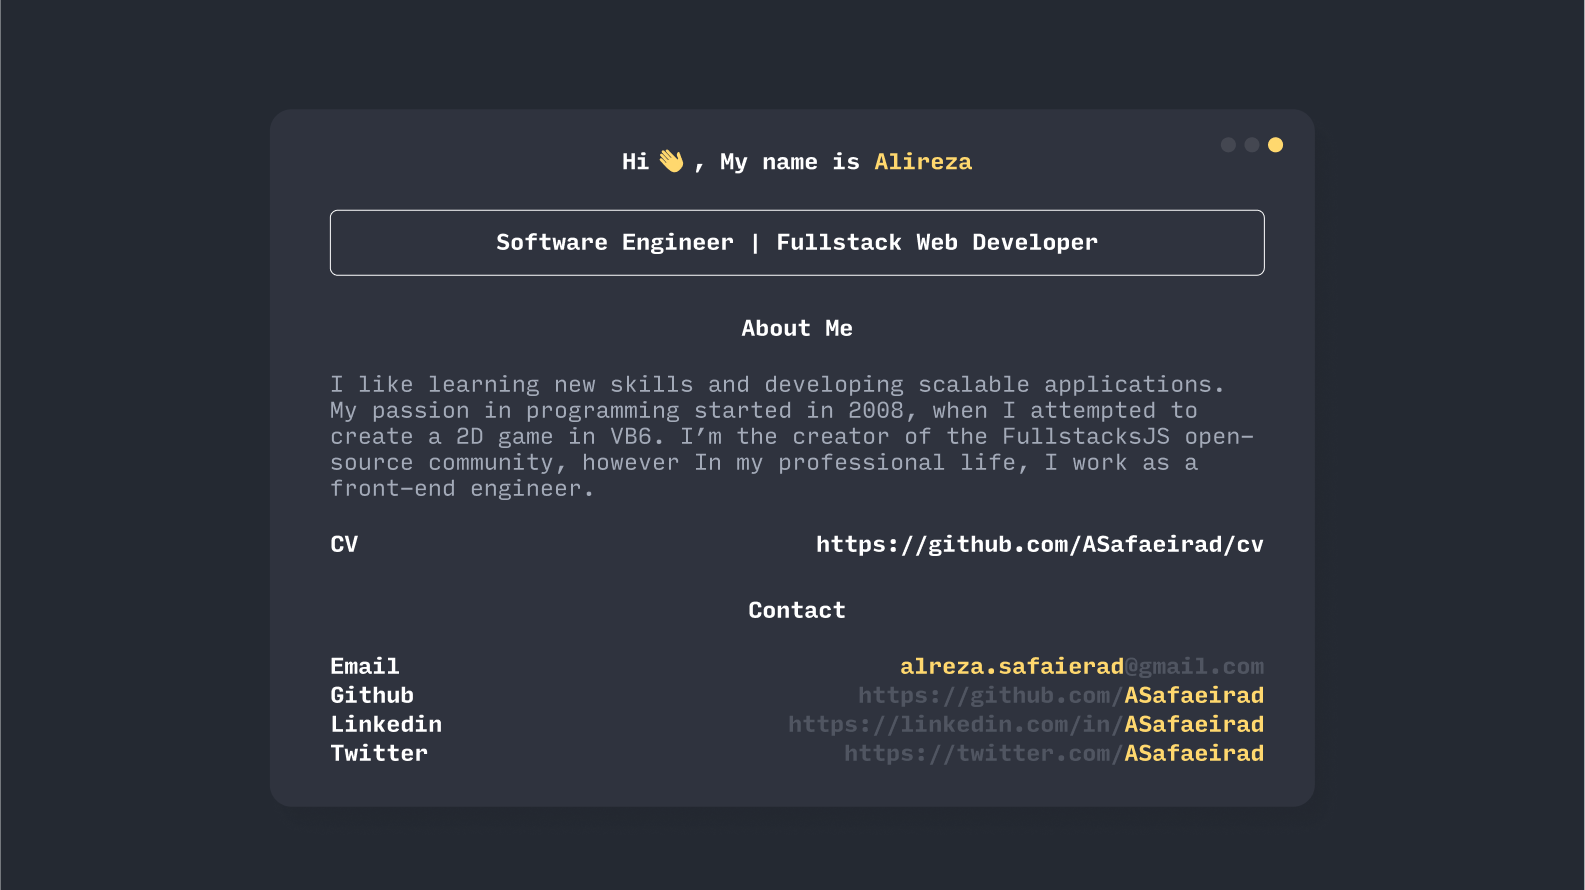 Hi 👋, My name is Alireza
Software Engineer | Fullstack Web Developer
About Me
I like learning new skills and developing scalable applications.
My passion in programming started in 2008, when I attempted to
create a 2D game in VB6. I’m the creator of the FullstacksJS open-
source community, however In my professional life, I work as a
front-end engineer.
CV https://github.com/ASafaeirad/cv
Contact
Email alreza.safaierad@gmail.com
Github https://github.com/ASafaeirad
Linkedin https://linkedin.com/in/ASafaeirad
Twitter https://twitter.com/ASafaeirad